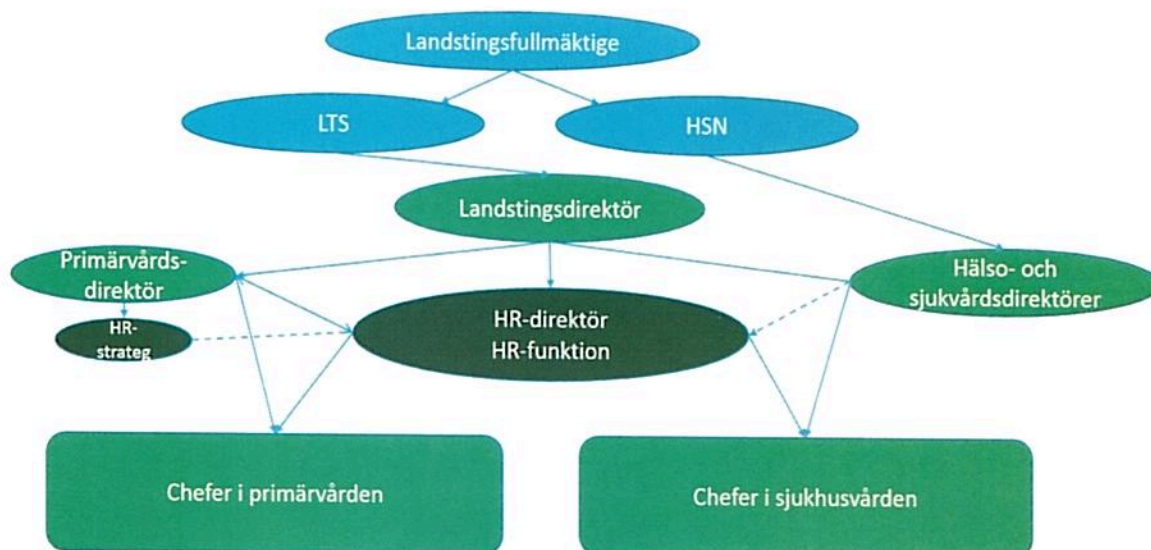 Landstingsfullmäktige
LTS
HSN
Landstingsdirektör
Primärvårds-
direktör
Hälso- och
sjukvårdsdirektörer
HR-
strateg
HR-direktör
HR-funktion
Chefer i primärvården
Chefer i sjukhusvården